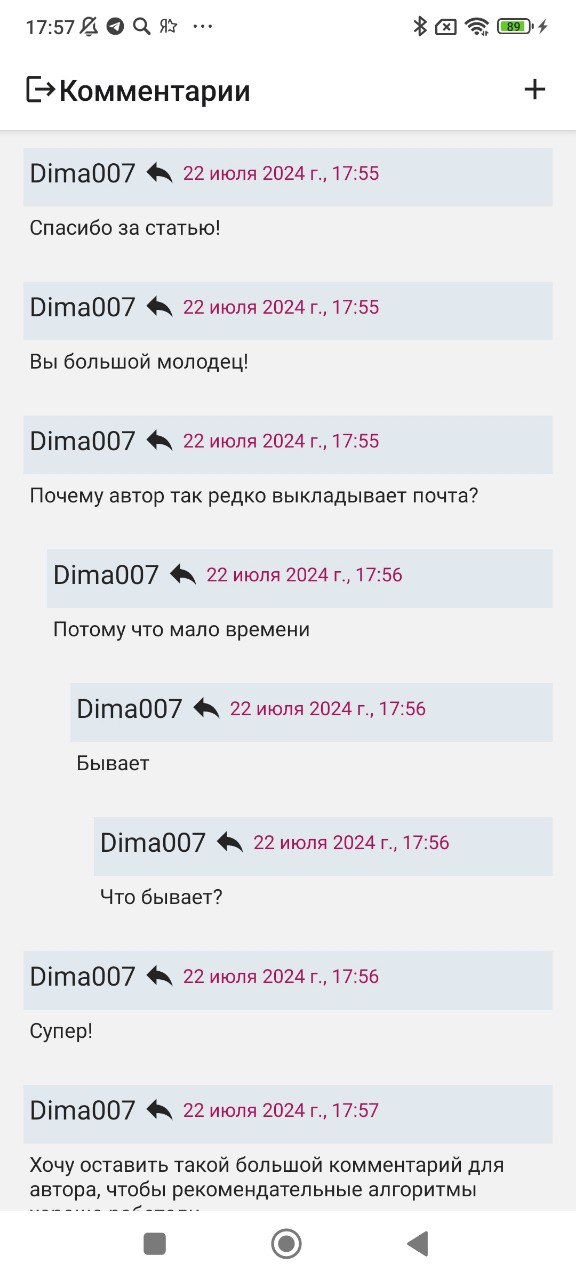 17:57
89
Комментарии
Dima007 22 июля 2024 г., 17:55
Спасибо за статью!
Dima007 22 июля 2024 г., 17:55
Вы большой молодец!
Dima007 22 июля 2024 г., 17:55
Почему автор так редко выкладывает почта?
Dima007 22 июля 2024 г., 17:56
Потому что мало времени
Dima007 22 июля 2024 г., 17:56
Бывает
Dima007 22 июля 2024 г., 17:56
Что бывает?
Dima007 22 июля 2024 г., 17:56
Супер!
Dima007 22 июля 2024 г., 17:57
Хочу оставить такой большой комментарий для
автора, чтобы рекомендательные алгоритмы